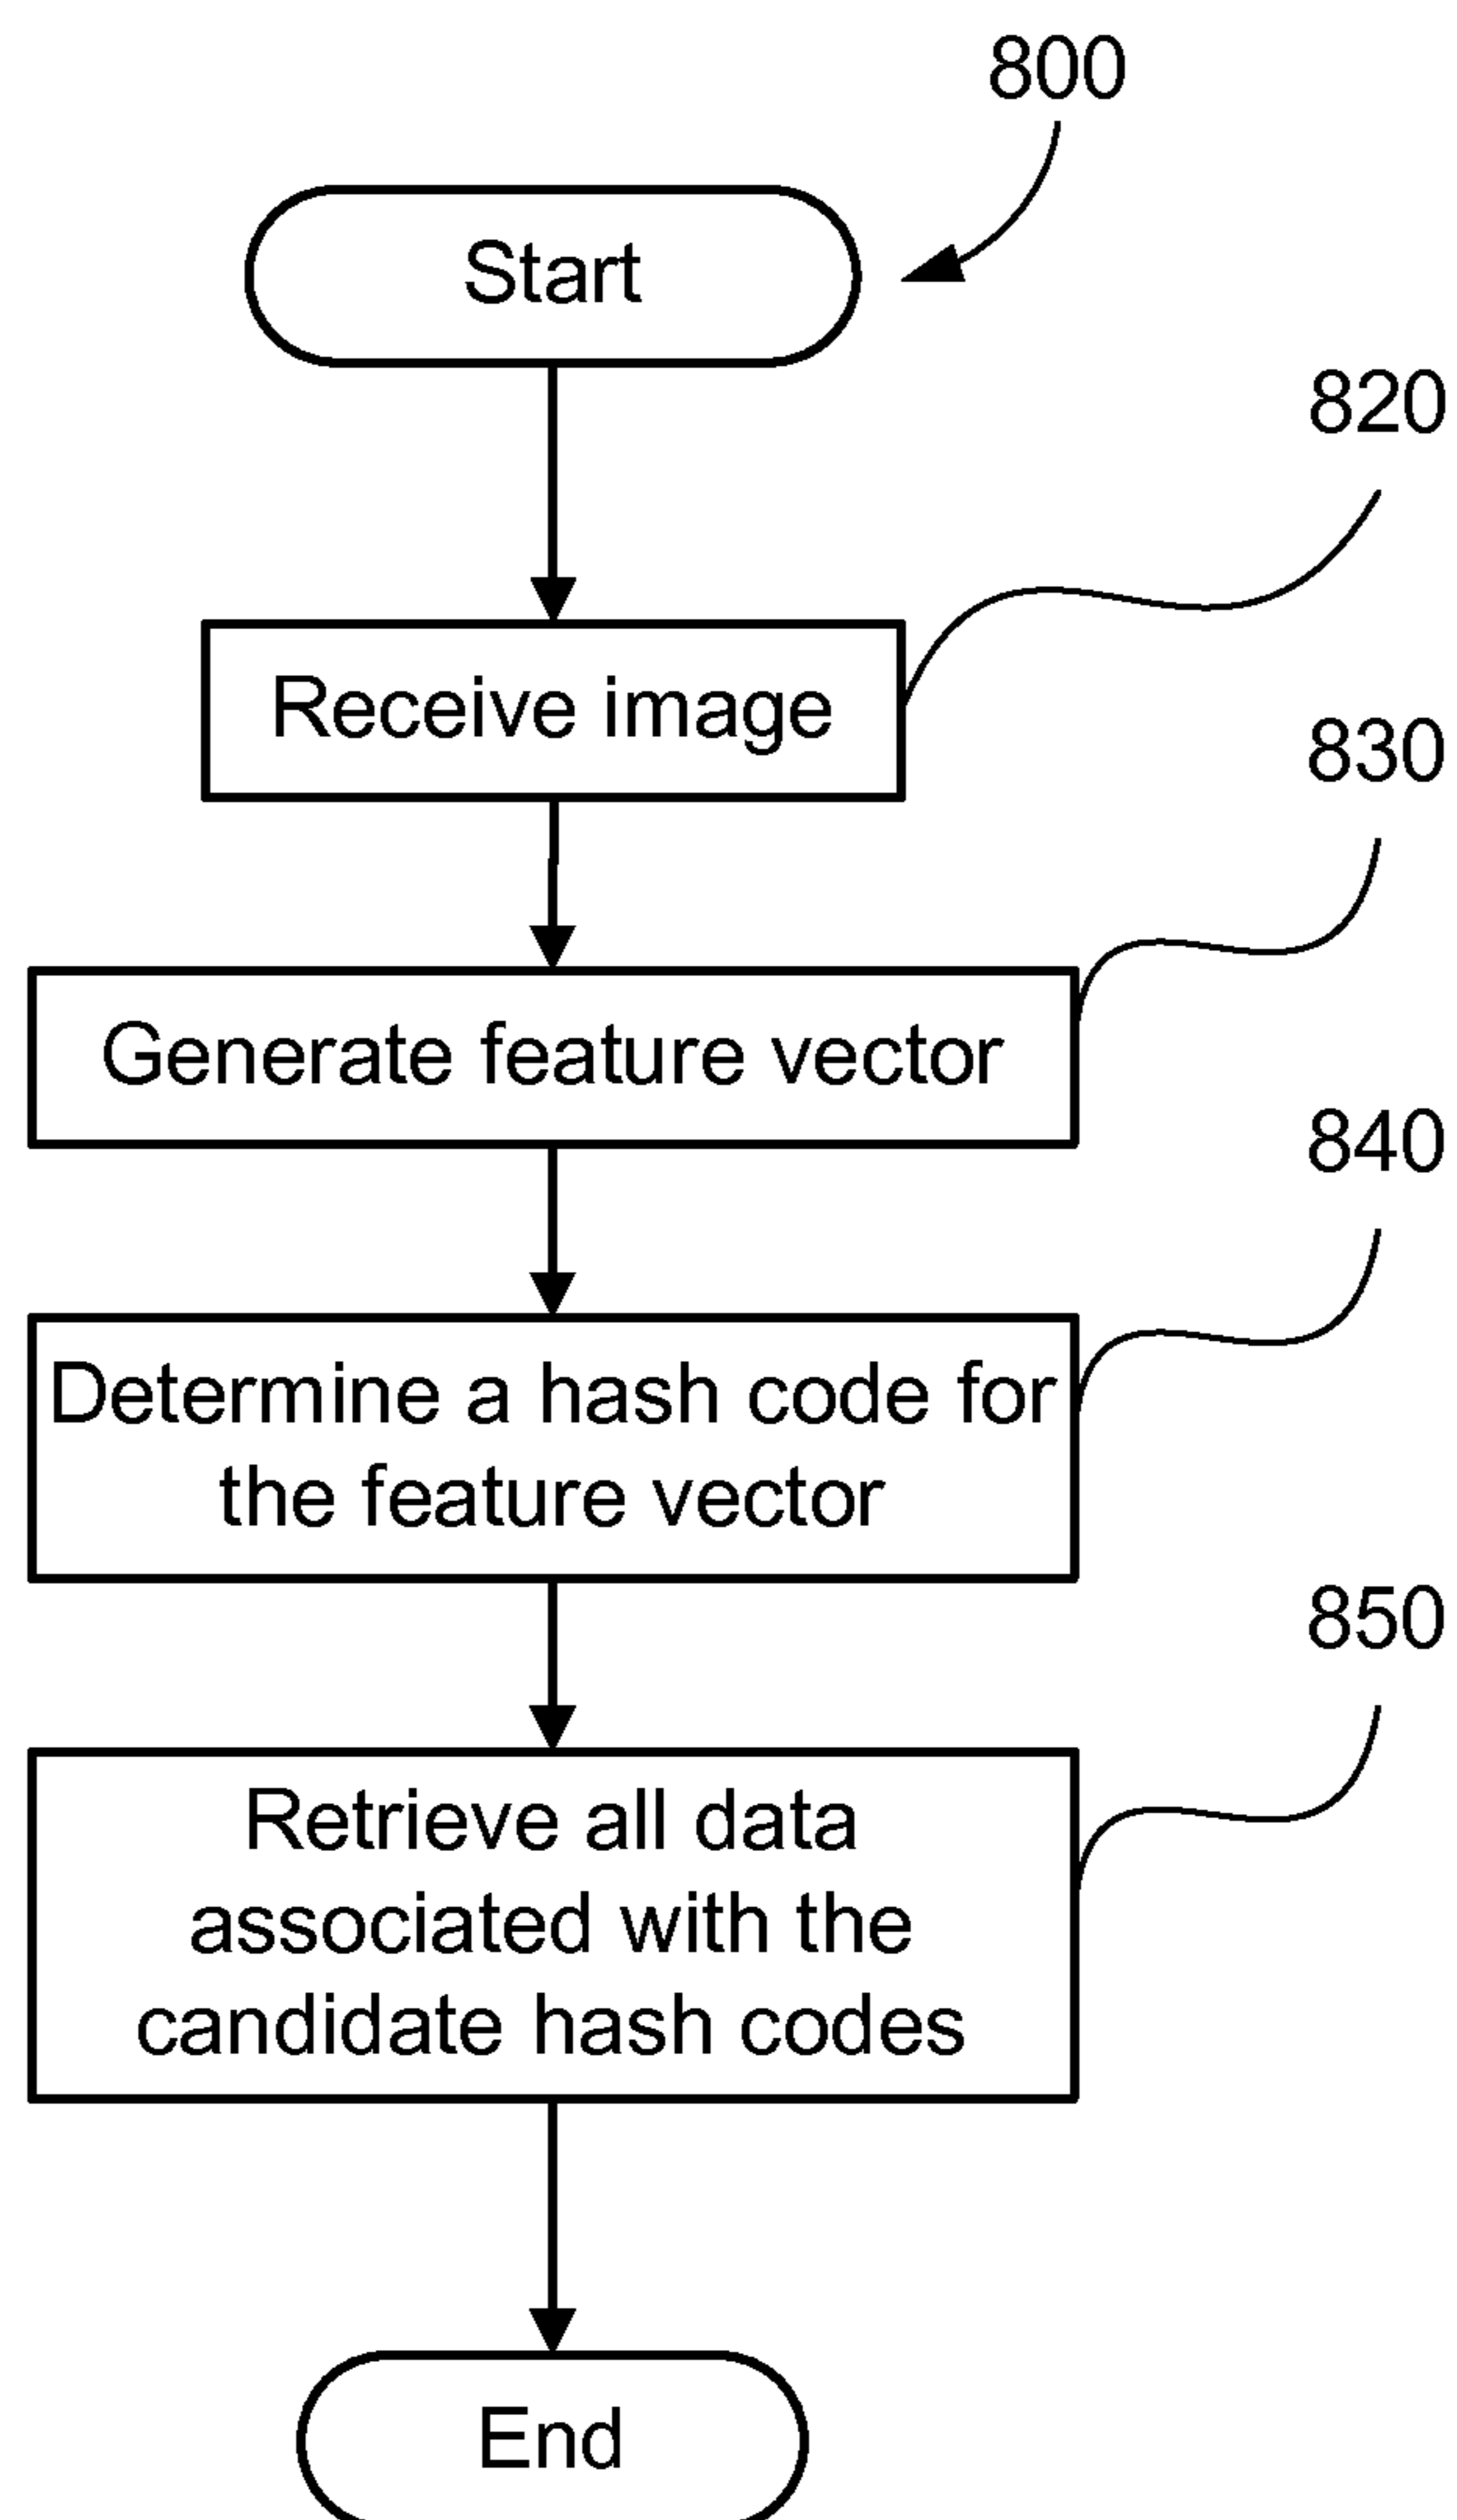 800
Start
820
Receive image
830
Generate feature vector
840
Determine a hash code for
the feature vector
850
Retrieve all data
associated with the
candidate hash codes
End